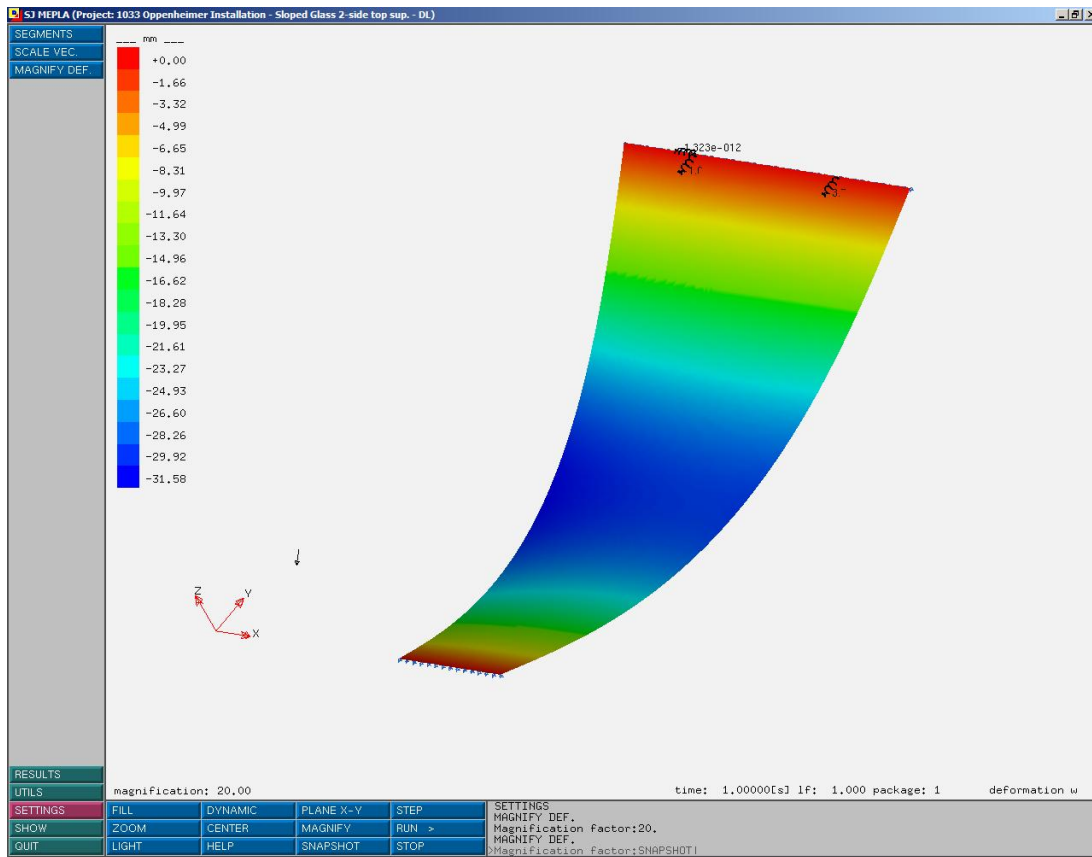 SJ MEPLA (Project: 1033 Oppenheimer Installation - Sloped Glass 2-side top sup. - DL)
SEGMENTS
SCALE VEC.
MAGNIFY DEF.
___ mm ___
+0.00
-1.66
-3.32
-4.99
-6.65
-8.31
-9.97
-11.64
-13.30
-14.96
-16.62
-18.28
-19.95
-21.61
-23.27
-24.93
-26.60
-28.26
-29.92
-31.58
1.323e-012
Z
Y
X
RESULTS
UTILS
SETTINGS
SHOW
QUIT
magnification: 20.00
time: 1.00000[s] lf: 1.000 package: 1 deformation w
FILL DYNAMIC PLANE X-Y STEP
ZOOM CENTER MAGNIFY RUN >
LIGHT HELP SNAPSHOT STOP
SETTINGS
MAGNIFY DEF.
Magnification factor:20.
MAGNIFY DEF.
>Magnification factor:SNAPSHOT!